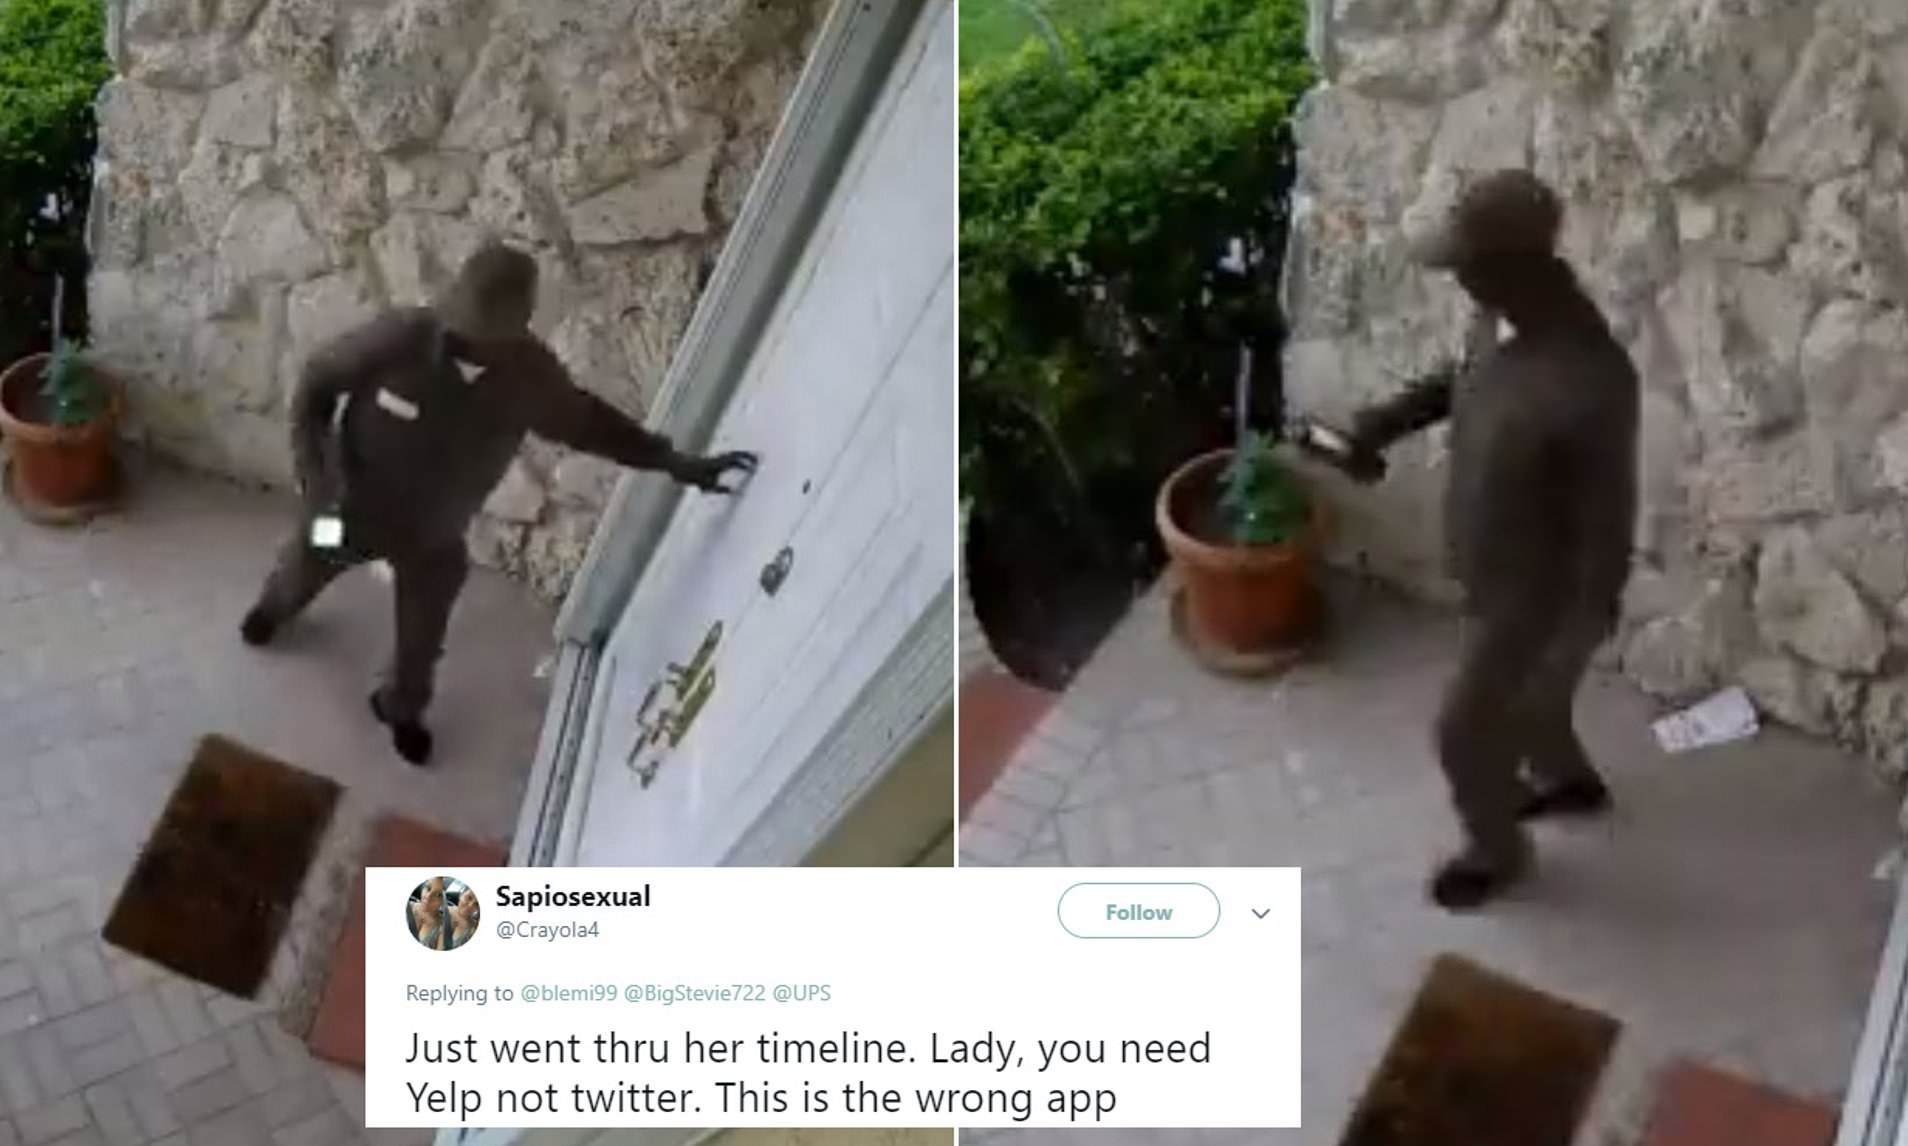 Sapiosexual
@Crayola4
Follow
Replying to @blemi99 @BigStevie722 @UPS
Just went thru her timeline. Lady, you need
Yelp not twitter. This is the wrong app